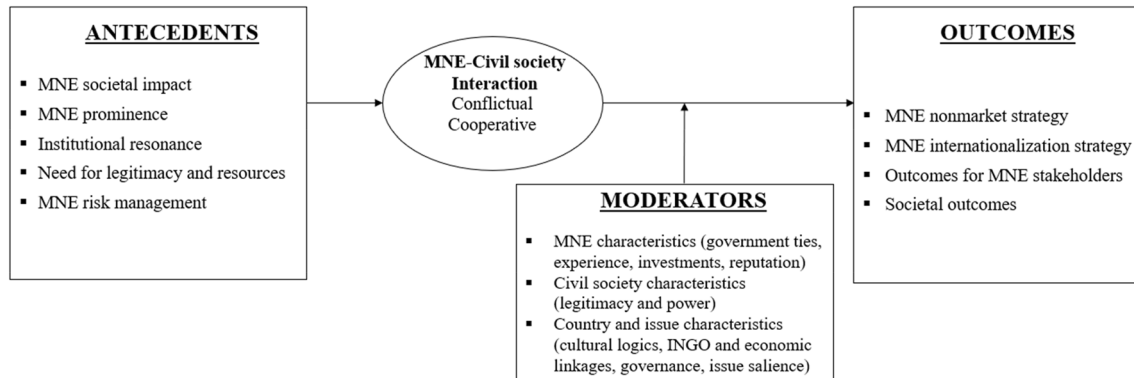 ANTECEDENTS
▪ MNE societal impact
▪ MNE prominence
▪ Institutional resonance
▪ Need for legitimacy and resources
▪ MNE risk management
MNE-Civil society
Interaction
Conflictual
Cooperative
MODERATORS
▪ MNE characteristics (government ties,
experience, investments, reputation)
▪ Civil society characteristics
(legitimacy and power)
▪ Country and issue characteristics
(cultural logics, INGO and economic
linkages, governance, issue salience)
OUTCOMES
▪ MNE nonmarket strategy
▪ MNE internationalization strategy
▪ Outcomes for MNE stakeholders
▪ Societal outcomes